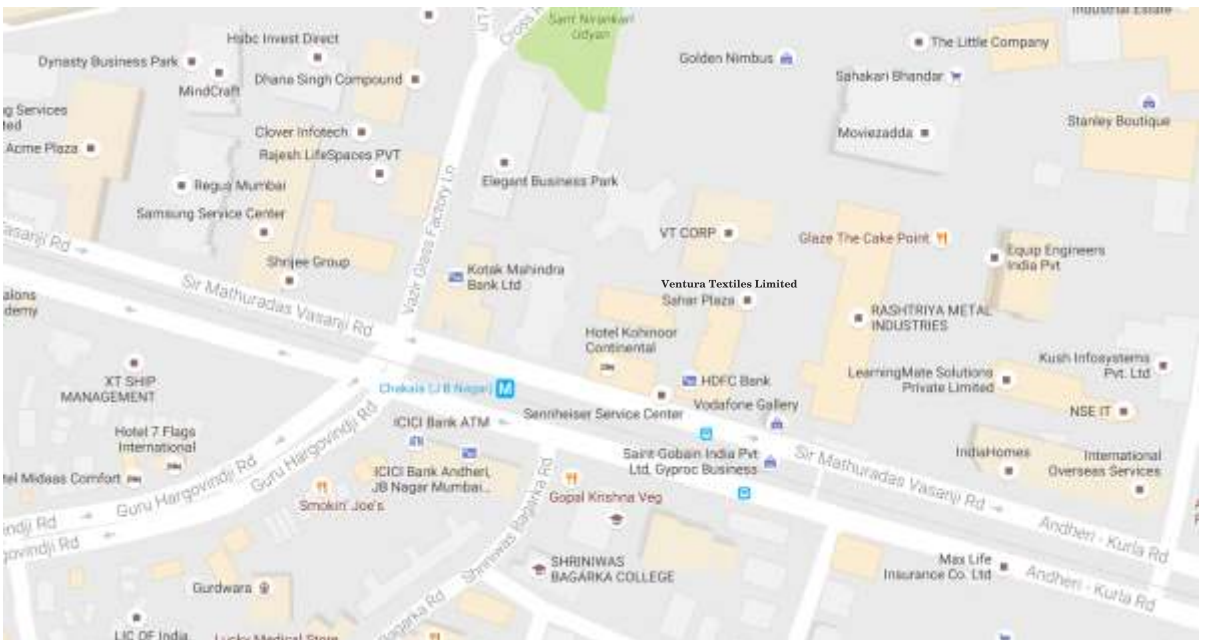 Sant Nirankari
Udyan
Industrial Estate
Hsbc Invest Direct
Dynasty Business Park
MindCraft
Dhana Singh Compound
Golden Nimbus
The Little Company
Sahakari Bhandar
Stanley Boutique
ng Services
ted
Acme Plaza
Clover Infotech
Rajesh LifeSpaces PVT
Moviezadda
Regus Mumbai
Elegant Business Park
Samsung Service Center
Vazir Glass Factory Ln
Vasanji Rd
Shrijee Group
VT CORP
Glaze The Cake Point
Equip Engineers
India Pvt
Kotak Mahindra
Bank Ltd
Ventura Textiles Limited
Sahar Plaza
Sir Mathuradas Vasanji Rd
alons
demy
RASHTRIYA METAL
INDUSTRIES
Hotel Kohinoor
Continental
XT SHIP
MANAGEMENT
Chakala (J B Nagar)
HDFC Bank
LearningMate Solutions
Private Limited
Kush Infosystems
Pvt. Ltd
Sennheiser Service Center
Vodafone Gallery
NSE IT
ICICI Bank ATM
Hotel 7 Flags
International
Guru Hargovindji Rd
Guru Hargovindji Rd
ICICI Bank Andheri,
JB Nagar Mumbai...
Saint Gobain India Pvt
Ltd, Gyproc Business
Sir Mathuradas Vasanji Rd
IndiaHomes
International
Overseas Services
tel Midaas Comfort
Smokin' Joe's
Gopal Krishna Veg
Shriniwas Bagarka Rd
indji Rd
govindji Rd
Andheri - Kurla Rd
Andheri - Kurla Rd
SHRINIWAS
BAGARKA COLLEGE
Max Life
Insurance Co. Ltd
Gurdwara
agarka Rd
LIC OF India
Lucky Medical Store